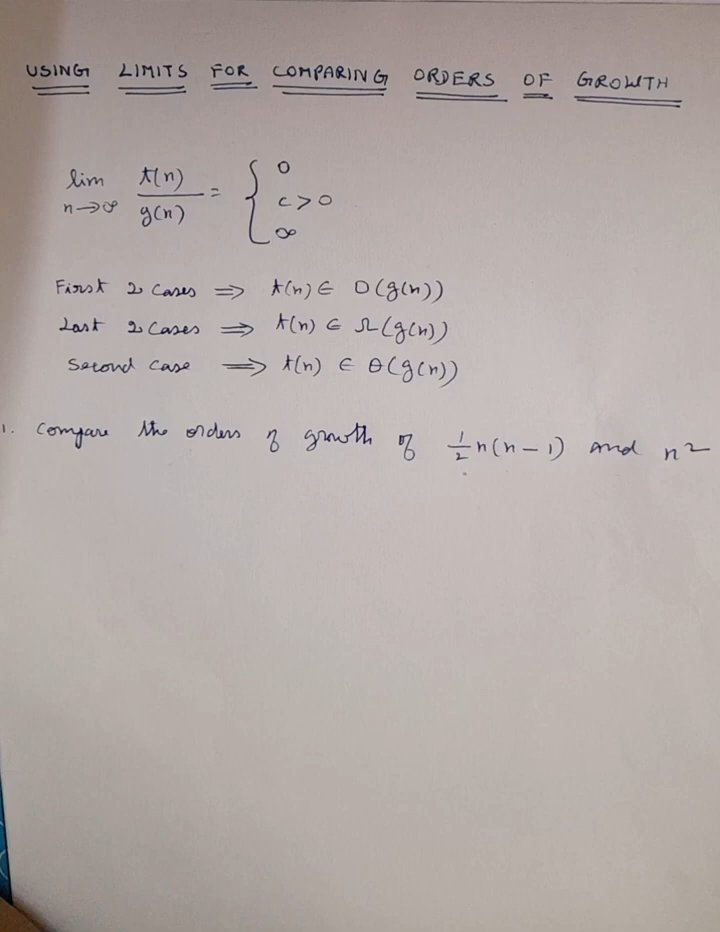 USING LIMITS FOR COMPARING ORDERS OF GROWTH
lim n→∞ t(n)/g(n) = { 0
c > 0
∞
First 2 cases ⇒ t(n) ∈ O(g(n))
Last 2 cases ⇒ t(n) ∈ Ω(g(n))
Second case ⇒ t(n) ∈ θ(g(n))
1. Compare the orders of growth of 1/2 n(n-1) and n²